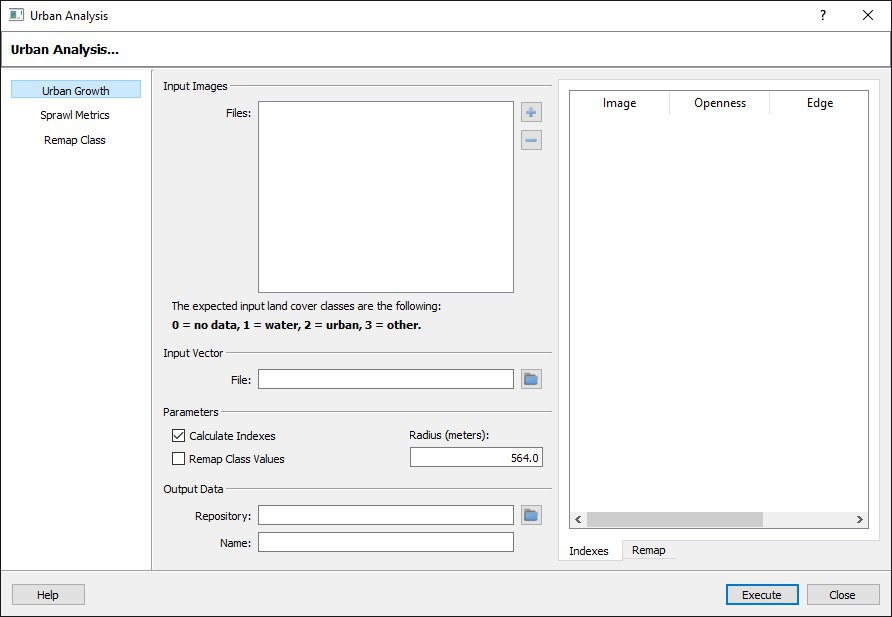 Urban Analysis
?
Urban Analysis...
Urban Growth
Sprawl Metrics
Remap Class
Input Images
Files:
The expected input land cover classes are the following:
0 = no data, 1 = water, 2 = urban, 3 = other.
Input Vector
File:
Parameters
Calculate Indexes
Radius (meters):
Remap Class Values
564.0
Output Data
Repository:
Name:
Image Openness Edge
Indexes Remap
Help Execute Close